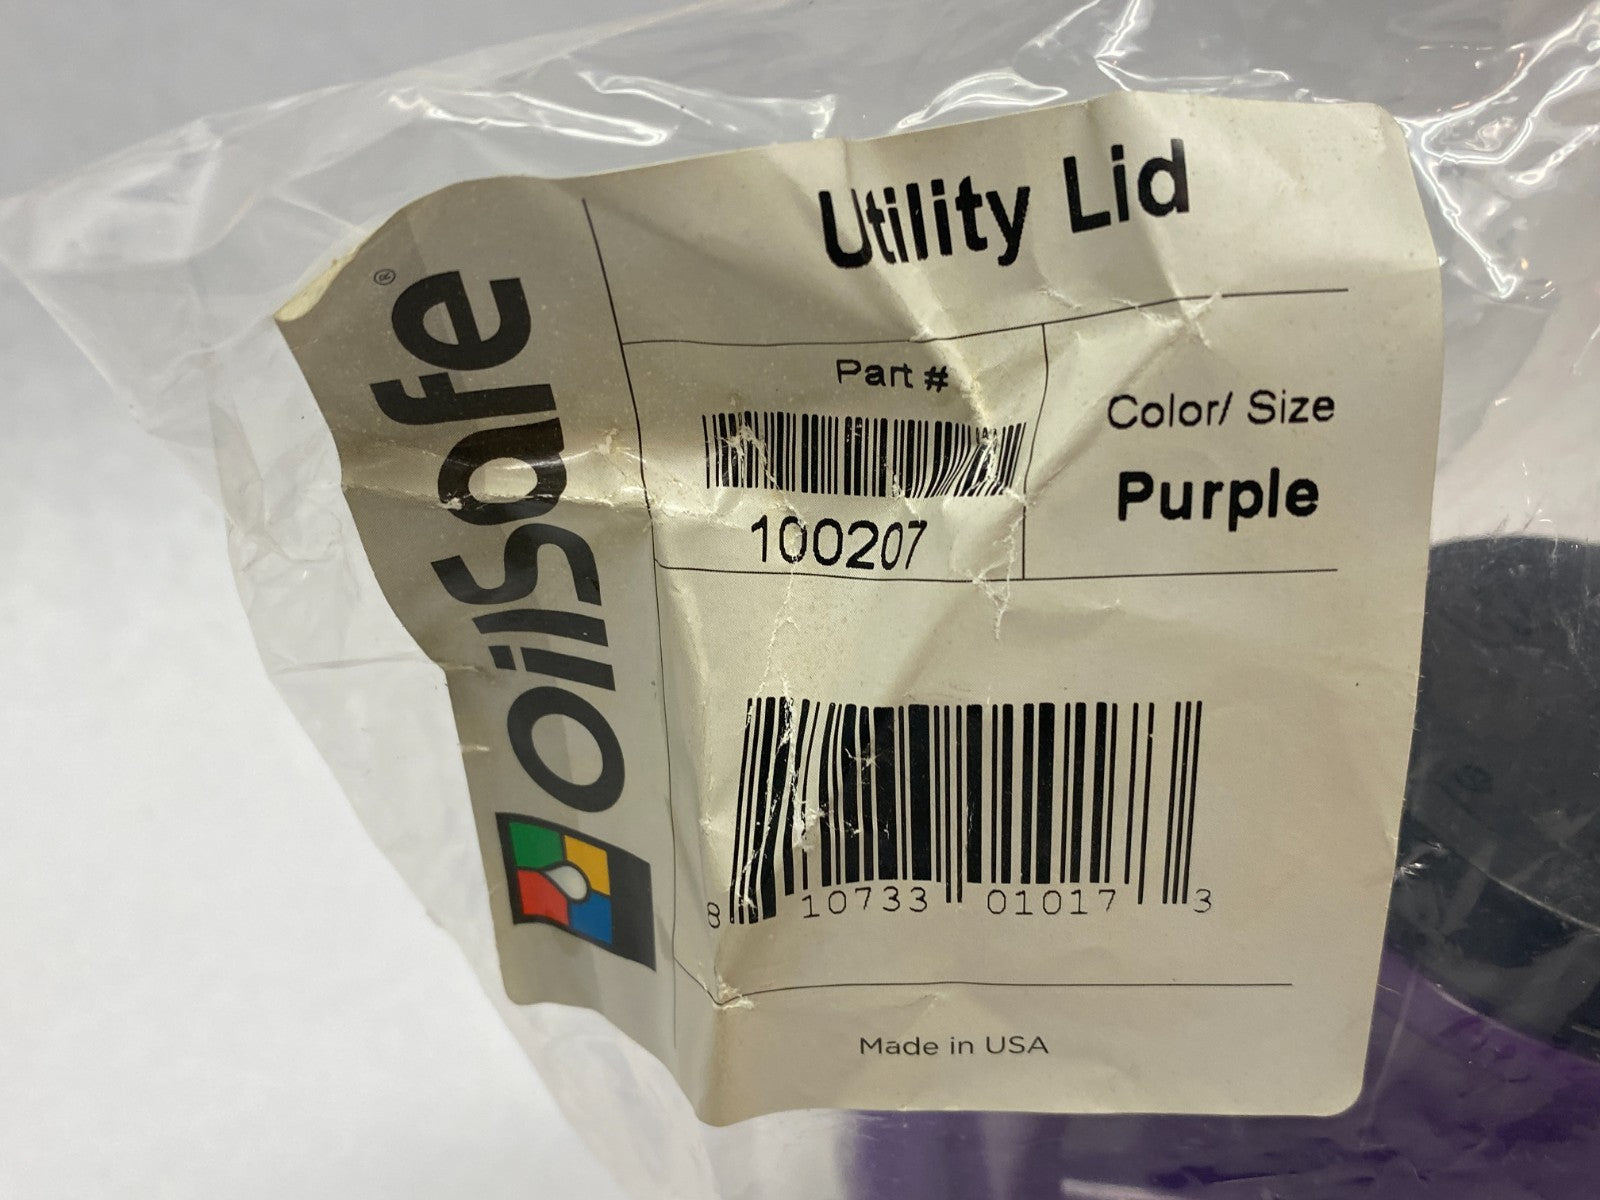 oilSafe®
Utility Lid
Part #
100207
Color/ Size
Purple
8 10733 01017 3
Made in USA